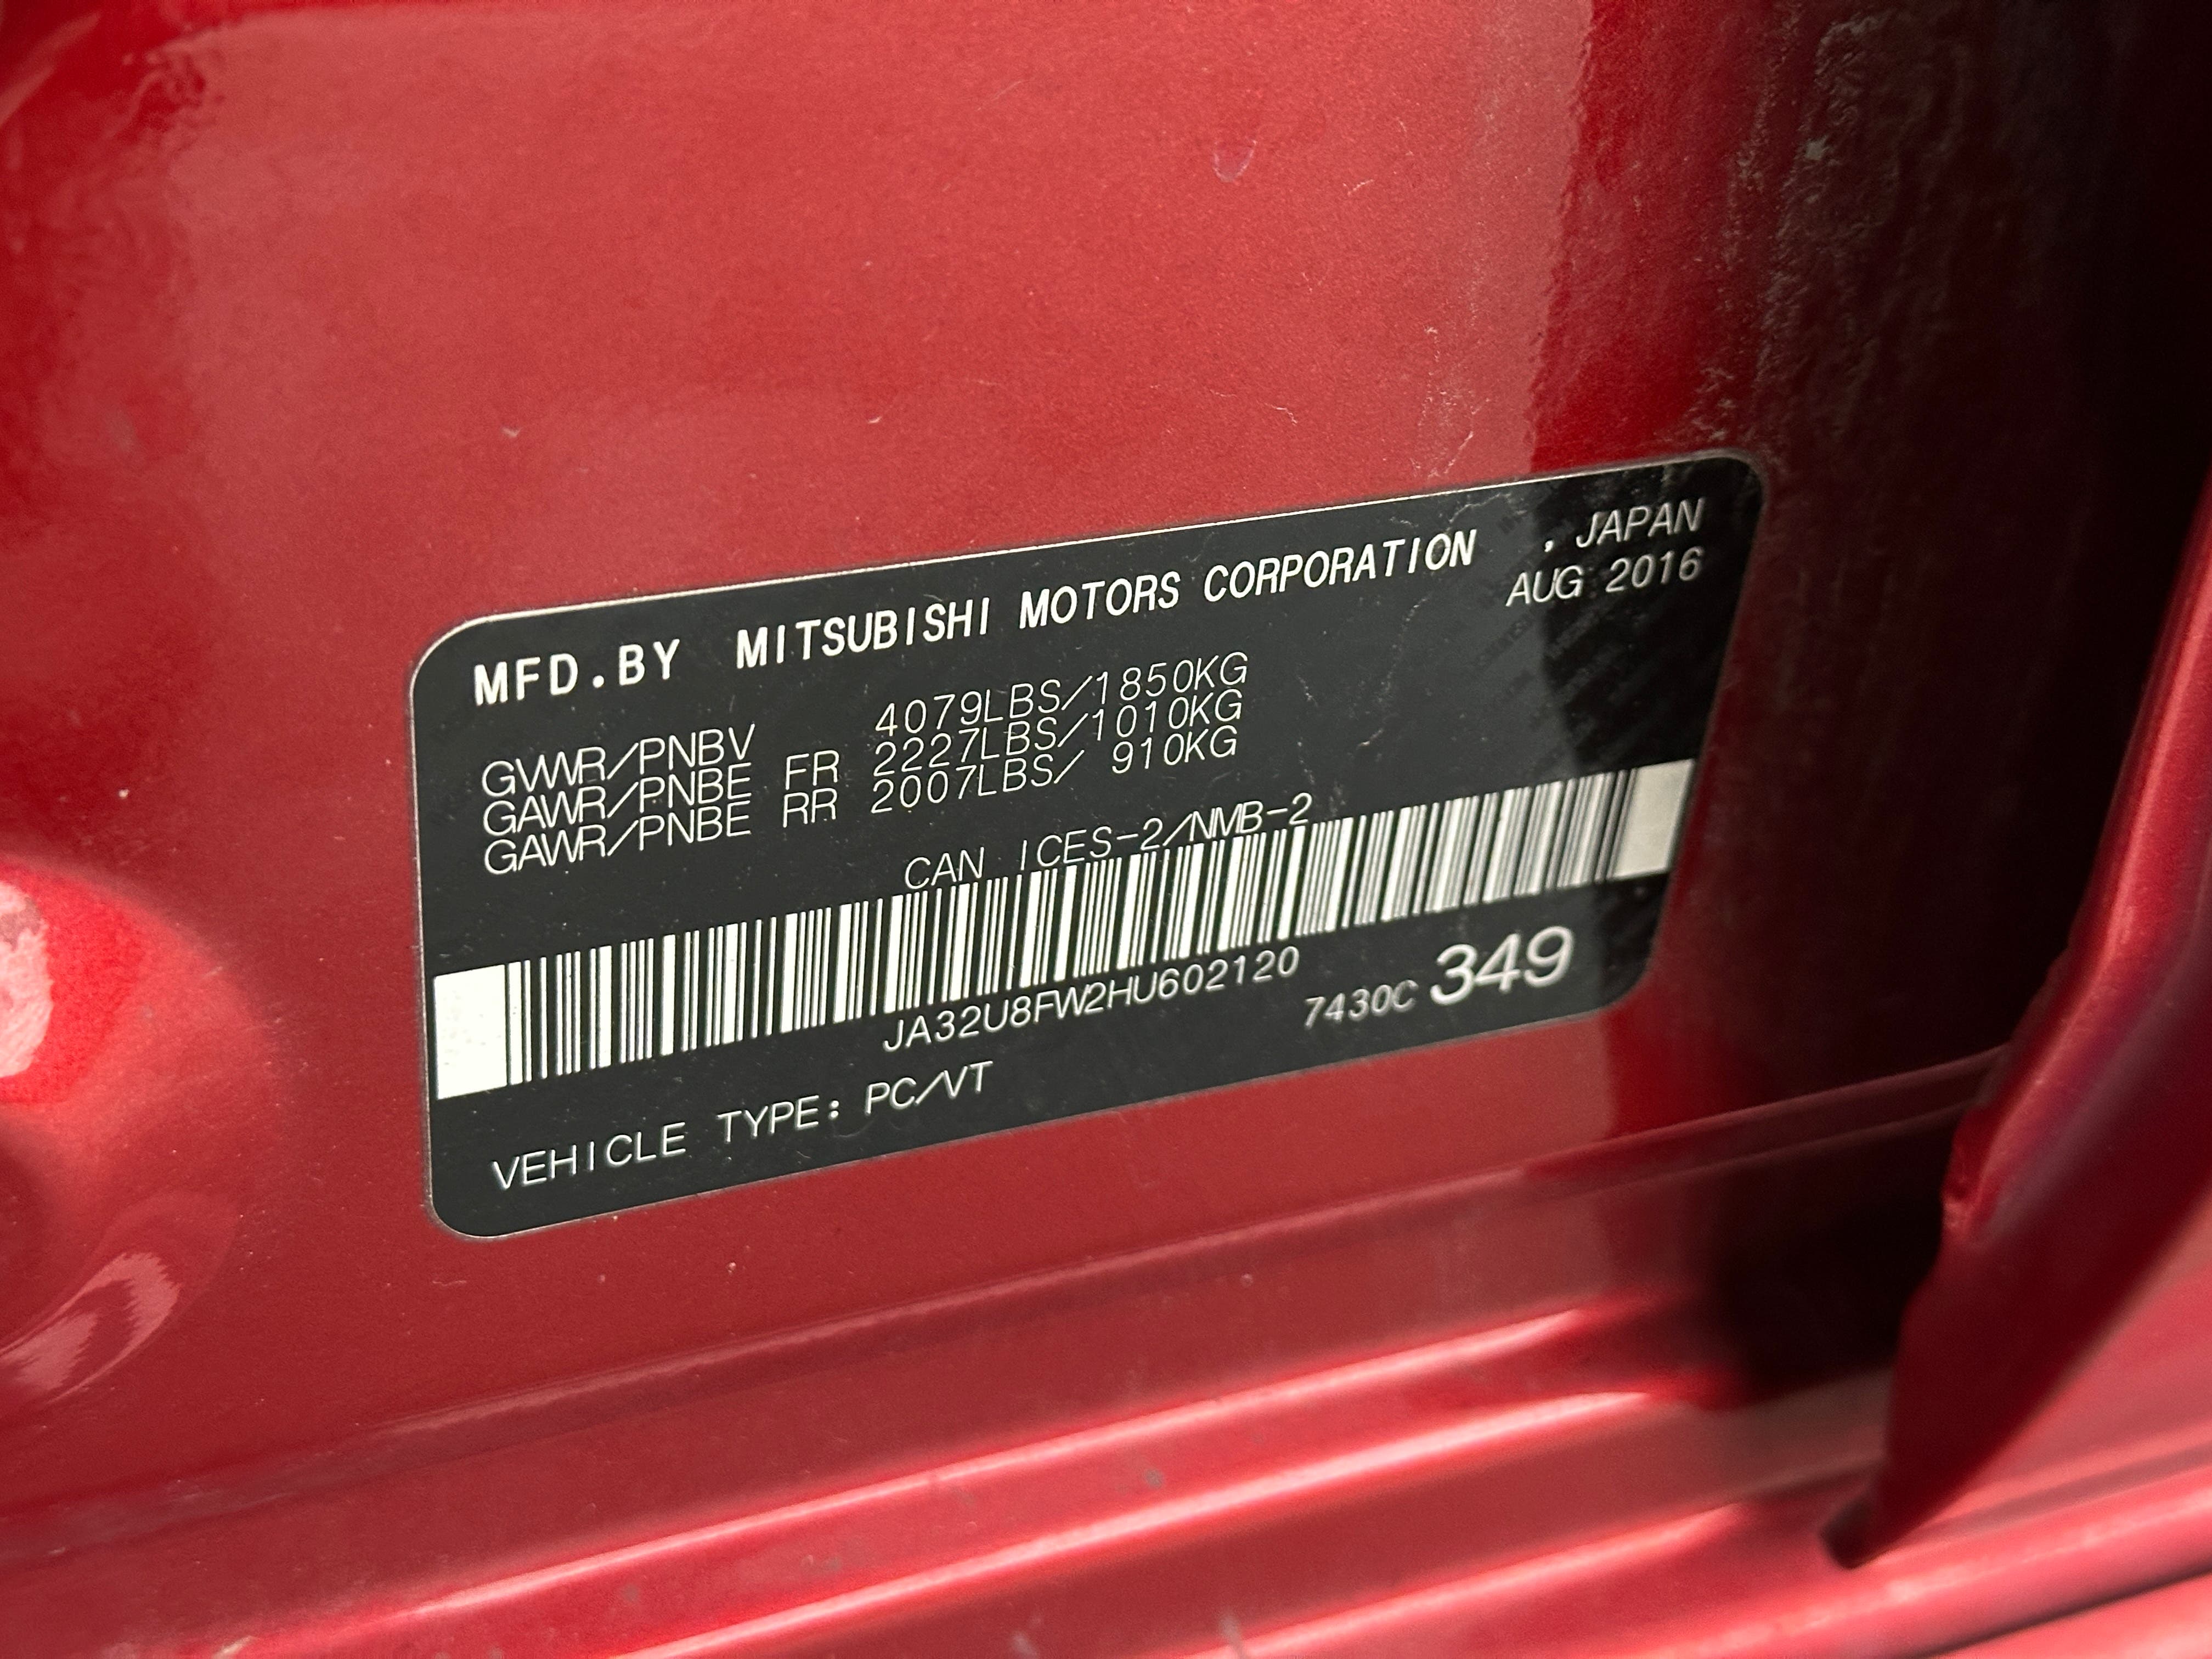 MFD.BY MITSUBISHI MOTORS CORPORATION , JAPAN
AUG 2016
GVWR/PNBV 4079LBS/1850KG
GAWR/PNBE FR 2227LBS/1010KG
GAWR/PNBE RR 2007LBS/ 910KG
CAN ICES-2/NMB-2
JA32U8FW2HU602120
7430C 349
VEHICLE TYPE: PC/VT